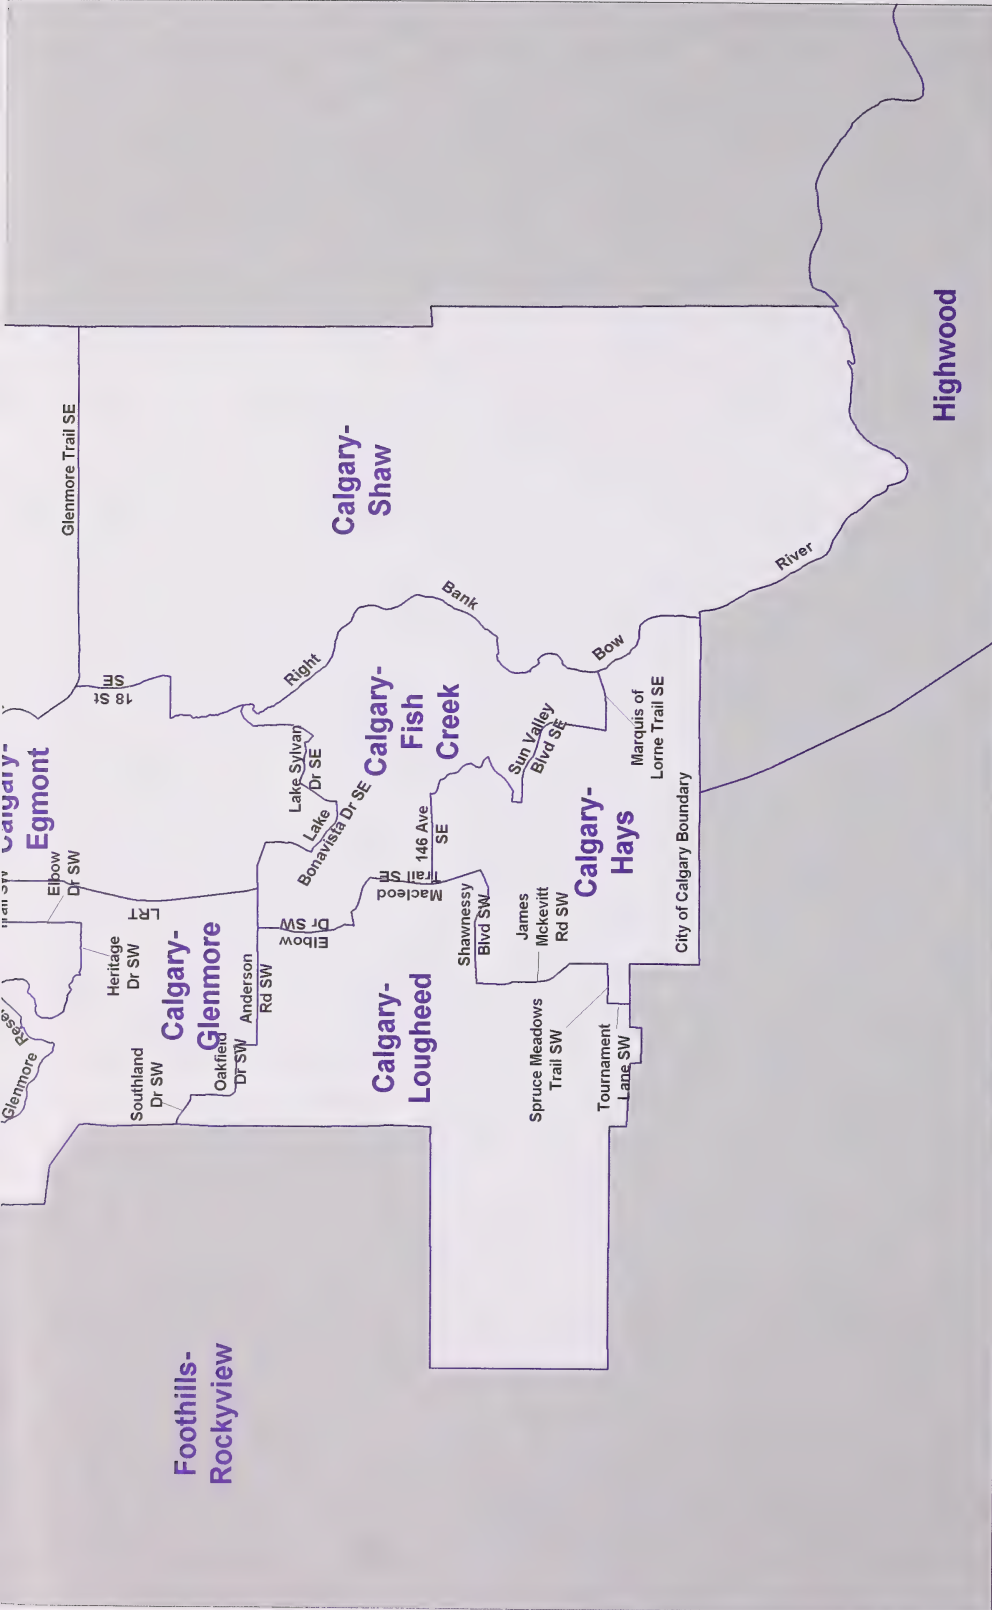 Calgary-
Egmont
Glenmore
Heritage
Dr SW
Elbow
Dr SW
LRT
18 St
SE
Glenmore Trail SE
Southland
Dr SW
Calgary-
Glenmore
Oakfield
Dr SW
Anderson
Rd SW
Elbow
Dr SW
Lake Sylvan
Dr SE
Lake
Bonavista Dr SE
Right
Bank
Bow
River
Calgary-
Shaw
Foothills-
Rockyview
Calgary-
Lougheed
Macleod
Trail SE
146 Ave
SE
Calgary-
Fish
Creek
Shawnessy
Blvd SW
Sun Valley
Blvd SE
James
Mckevitt
Rd SW
Spruce Meadows
Trail SW
Tournament
Lane SW
Calgary-
Hays
Marquis of
Lorne Trail SE
City of Calgary Boundary
Highwood